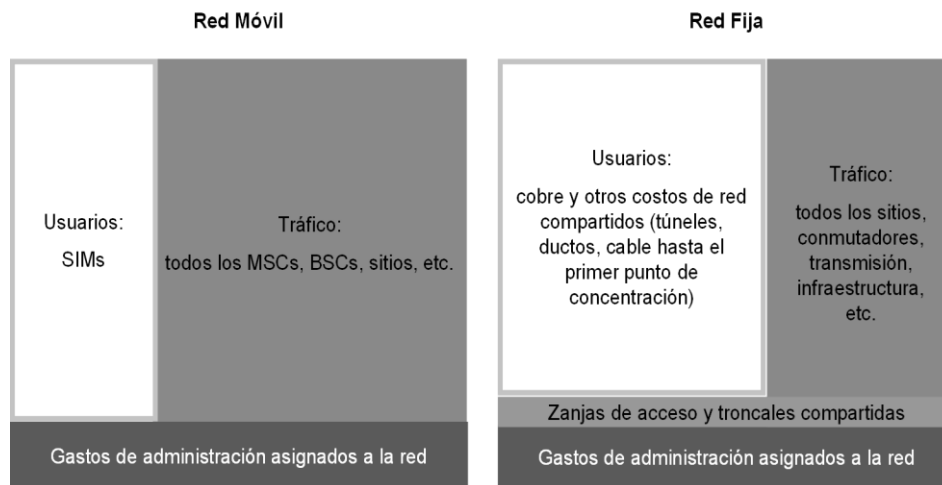 Red Móvil
Usuarios:
SIMs
Tráfico:
todos los MSCs, BSCs, sitios, etc.
Gastos de administración asignados a la red
Red Fija
Usuarios:
cobre y otros costos de red
compartidos (túneles,
ductos, cable hasta el
primer punto de
concentración)
Tráfico:
todos los sitios,
conmutadores,
transmisión,
infraestructura,
etc.
Zanjas de acceso y troncales compartidas
Gastos de administración asignados a la red